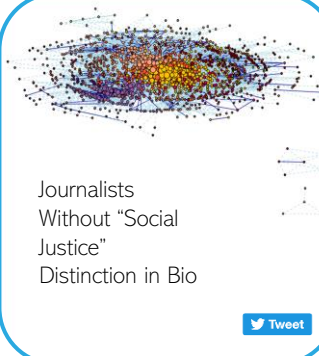 Journalists
Without “Social
Justice”
Distinction in Bio
Tweet